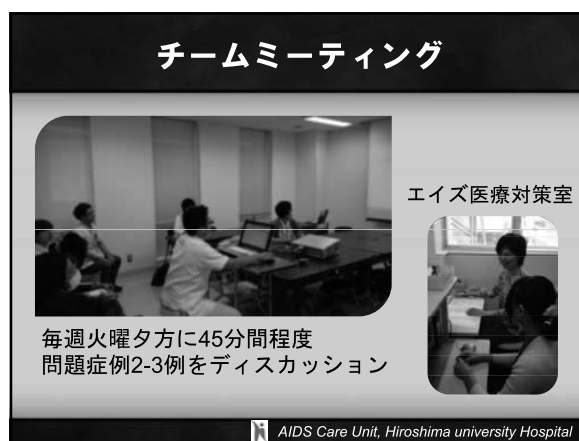 チームミーティング
エイズ医療対策室
毎週火曜夕方に45分間程度
問題症例2-3例をディスカッション
AIDS Care Unit, Hiroshima university Hospital